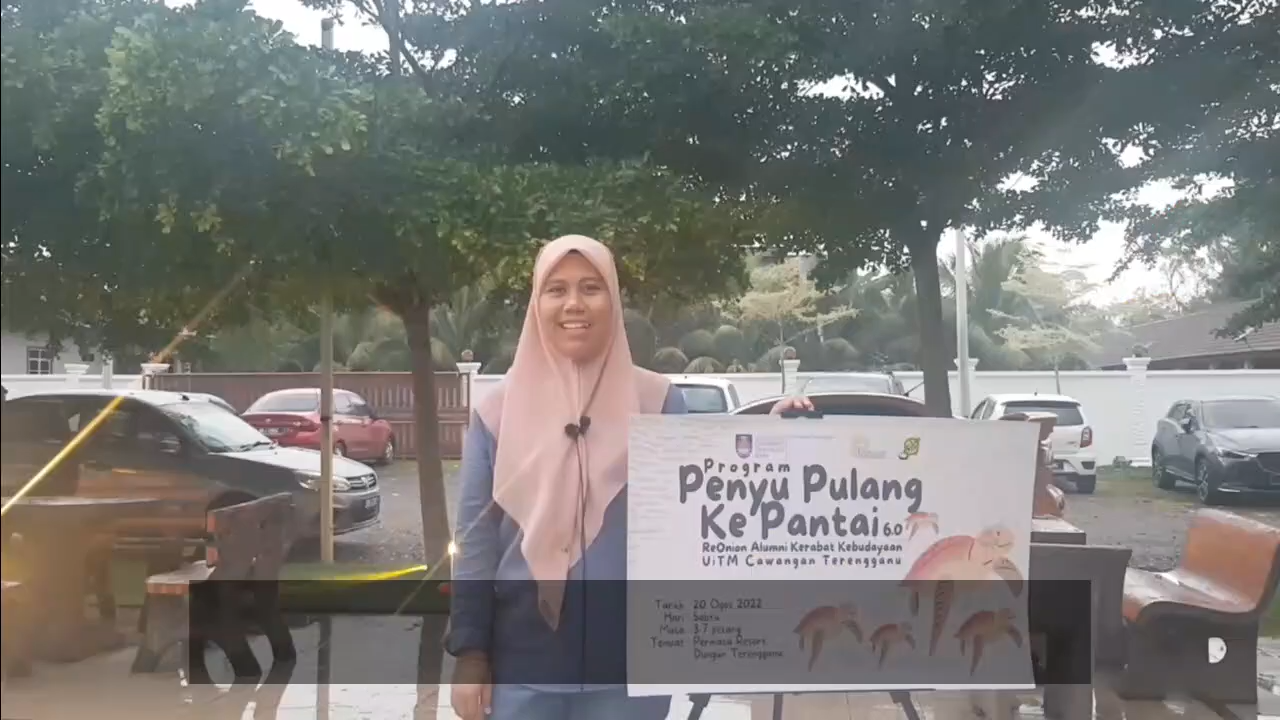 Program
Penyu Pulang
Ke Pantai 6.0
ReOnion Alumni Kerabat Kebudayaan
UiTM Cawangan Terengganu
Tarikh 20 Ogos 2022
Hari Sabtu
Masa 3-7 petang
Tempat Permasa Resort,
Dungun Terengganu